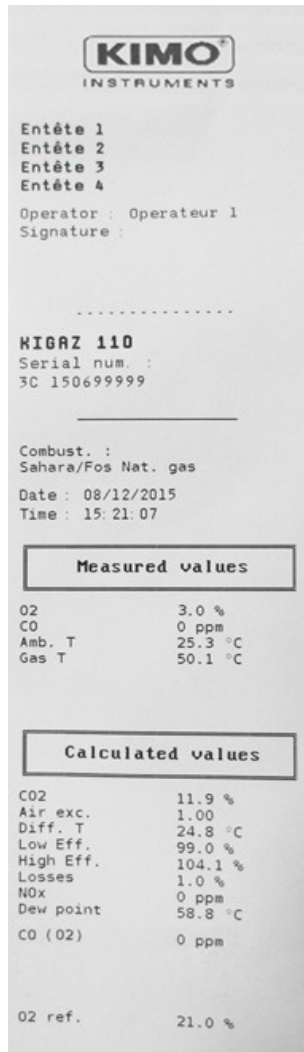 KIMO
INSTRUMENTS
Entête 1
Entête 2
Entête 3
Entête 4
Operator : Operateur 1
Signature :
KIGAZ 110
Serial num. :
3C 150699999
Combust. :
Sahara/Fos Nat. gas
Date : 08/12/2015
Time : 15:21:07
Measured values
O2 3.0 %
CO 0 ppm
Amb. T 25.3 °C
Gas T 50.1 °C
Calculated values
CO2 11.9 %
Air exc. 1.00
Diff. T 24.8 °C
Low Eff. 99.0 %
High Eff. 104.1 %
Losses 1.0 %
NOx 0 ppm
Dew point 58.8 °C
CO (O2) 0 ppm
O2 ref. 21.0 %